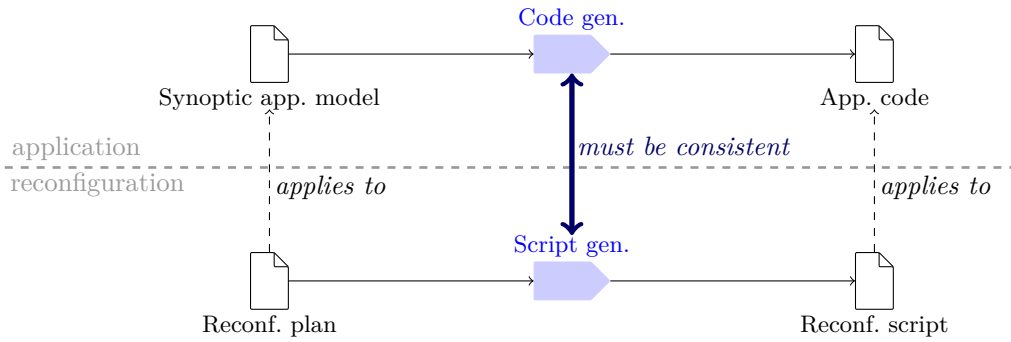 Code gen.
Synoptic app. model
App. code
application
must be consistent
reconfiguration
applies to
applies to
Script gen.
Reconf. plan
Reconf. script